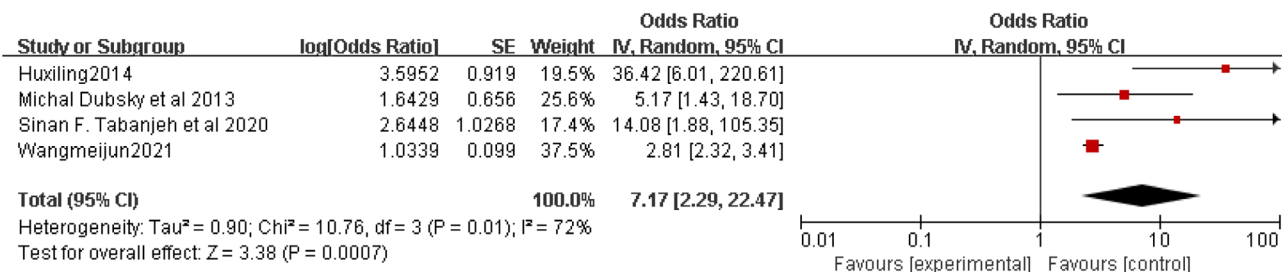 Odds Ratio Odds Ratio
Study or Subgroup log[Odds Ratio] SE Weight IV, Random, 95% CI IV, Random, 95% CI
Huxiling2014 3.5952 0.919 19.5% 36.42 [6.01, 220.61]
Michal Dubsky et al 2013 1.6429 0.656 25.6% 5.17 [1.43, 18.70]
Sinan F. Tabanjeh et al 2020 2.6448 1.0268 17.4% 14.08 [1.88, 105.35]
Wangmeijun2021 1.0339 0.099 37.5% 2.81 [2.32, 3.41]
Total (95% CI) 100.0% 7.17 [2.29, 22.47]
Heterogeneity: Tau² = 0.90; Chi² = 10.76, df = 3 (P = 0.01); I² = 72%
Test for overall effect: Z = 3.38 (P = 0.0007)
0.01 0.1 1 10 100
Favours [experimental] Favours [control]